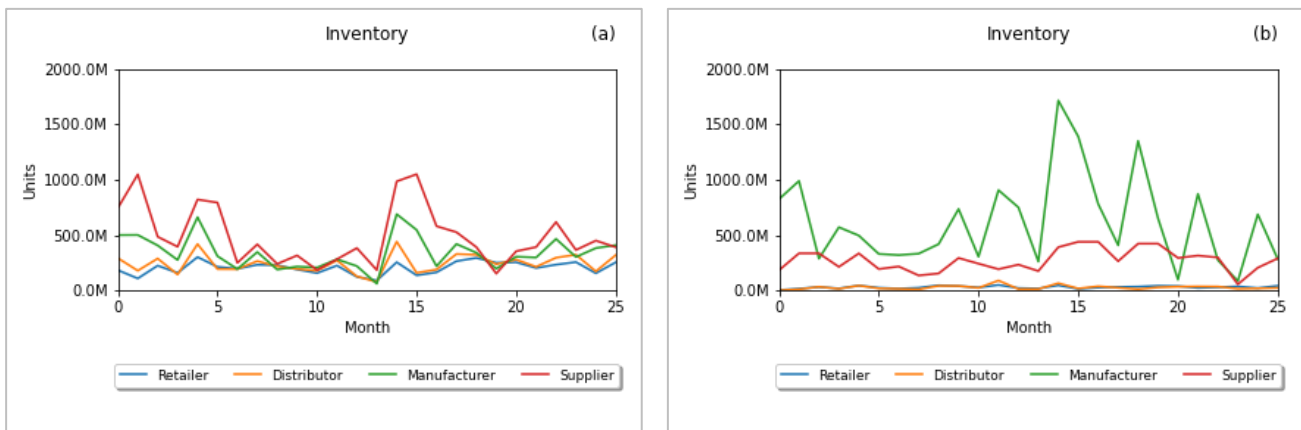 Inventory (a)
2000.0M
1500.0M
1000.0M
500.0M
0.0M
Units
0 5 10 15 20 25
Month
Retailer Distributor Manufacturer Supplier
Inventory (b)
2000.0M
1500.0M
1000.0M
500.0M
0.0M
Units
0 5 10 15 20 25
Month
Retailer Distributor Manufacturer Supplier